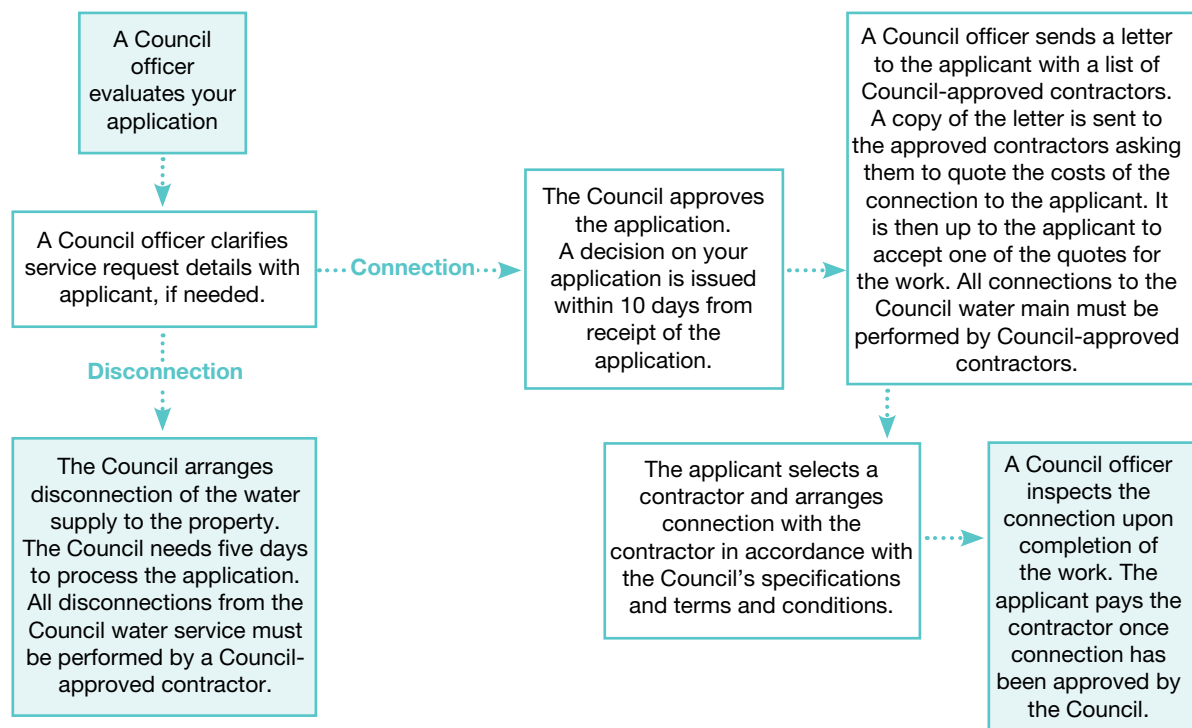 A Council
officer
evaluates your
application
A Council officer clarifies
service request details with
applicant, if needed.
Connection
The Council approves
the application.
A decision on your
application is issued
within 10 days from
receipt of the
application.
A Council officer sends a letter
to the applicant with a list of
Council-approved contractors.
A copy of the letter is sent to
the approved contractors asking
them to quote the costs of the
connection to the applicant. It
is then up to the applicant to
accept one of the quotes for
the work. All connections to the
Council water main must be
performed by Council-approved
contractors.
Disconnection
The Council arranges
disconnection of the water
supply to the property.
The Council needs five days
to process the application.
All disconnections from the
Council water service must
be performed by a Council-
approved contractor.
The applicant selects a
contractor and arranges
connection with the
contractor in accordance with
the Council's specifications
and terms and conditions.
A Council officer
inspects the
connection upon
completion of
the work. The
applicant pays the
contractor once
connection has
been approved by
the Council.